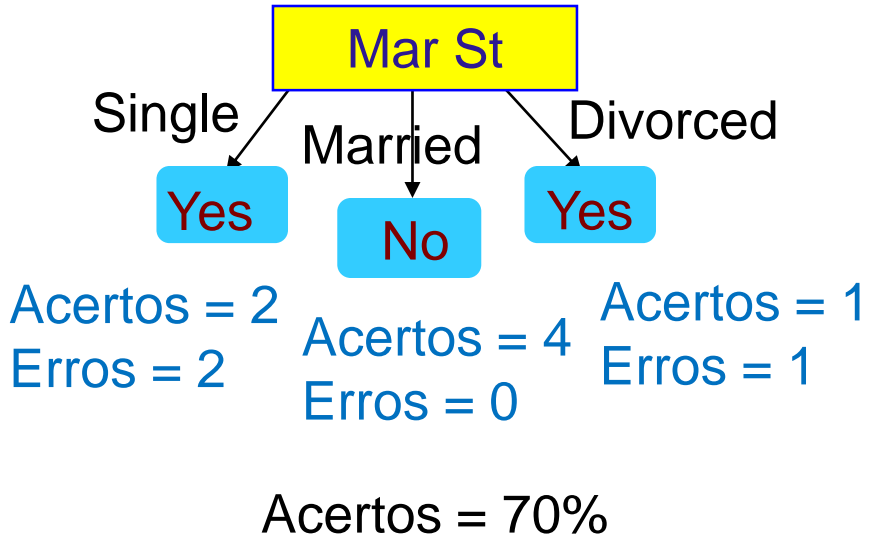 Mar St
Single
Married
Divorced
Yes
No
Yes
Acertos = 2
Erros = 2
Acertos = 4
Erros = 0
Acertos = 1
Erros = 1
Acertos = 70%